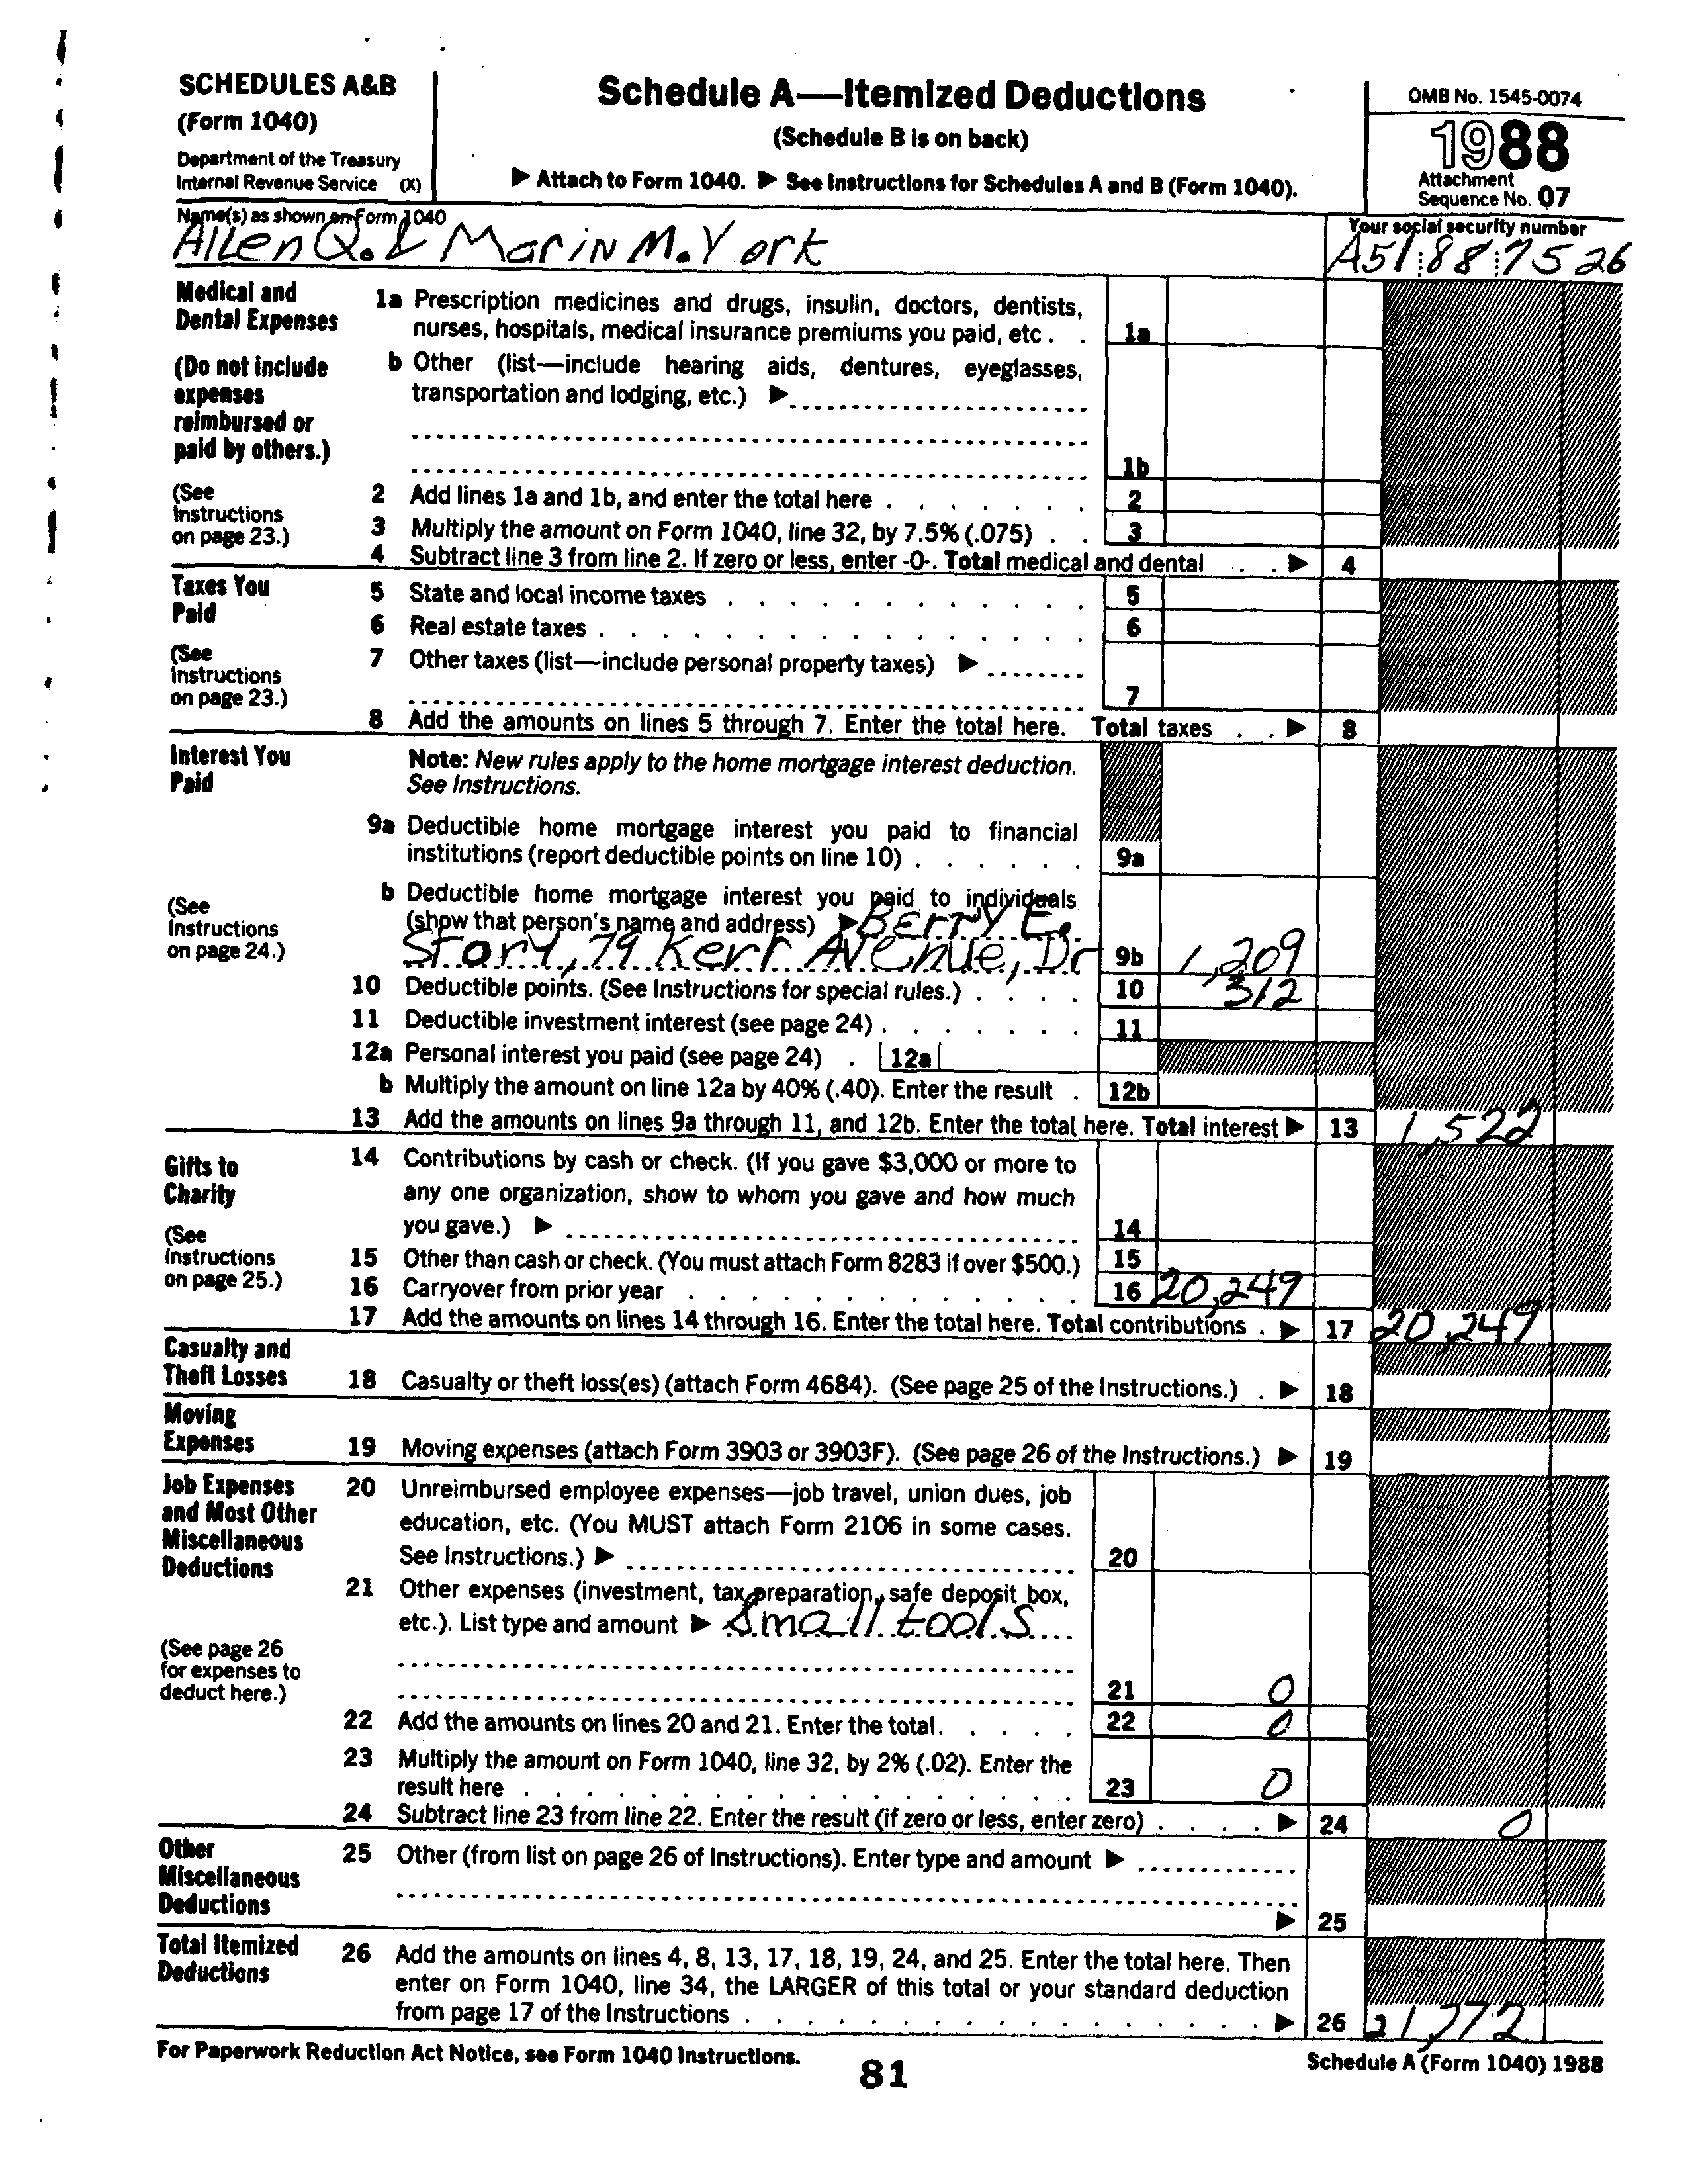 SCHEDULES A&B
(Form 1040)
Department of the Treasury
Internal Revenue Service (X)
Schedule A—Itemized Deductions
(Schedule B is on back)
▶ Attach to Form 1040. ▶ See Instructions for Schedules A and B (Form 1040).
OMB No. 1545-0074
1988
Attachment
Sequence No. 07
Name(s) as shown on Form 1040
Allen Q. & Marin M. York
Your social security number
A51 88 7526
Medical and
Dental Expenses
(Do not include
expenses
reimbursed or
paid by others.)
(See
Instructions
on page 23.)
1a Prescription medicines and drugs, insulin, doctors, dentists,
nurses, hospitals, medical insurance premiums you paid, etc . . 1a
b Other (list—include hearing aids, dentures, eyeglasses,
transportation and lodging, etc.) ▶
1b
2 Add lines 1a and 1b, and enter the total here . . . . . . . 2
3 Multiply the amount on Form 1040, line 32, by 7.5% (.075) . . 3
4 Subtract line 3 from line 2. If zero or less, enter -0-. Total medical and dental . . ▶ 4
Taxes You
Paid
(See
Instructions
on page 23.)
5 State and local income taxes . . . . . . . . . . . 5
6 Real estate taxes . . . . . . . . . . . . . . . 6
7 Other taxes (list—include personal property taxes) ▶
7
8 Add the amounts on lines 5 through 7. Enter the total here. Total taxes . . ▶ 8
Interest You
Paid
(See
Instructions
on page 24.)
Note: New rules apply to the home mortgage interest deduction.
See Instructions.
9a Deductible home mortgage interest you paid to financial
institutions (report deductible points on line 10) . . . . . . 9a
b Deductible home mortgage interest you paid to individuals
(show that person's name and address) ▶ Berry E.
Story, 79 Kerr Avenue, Dr 9b 1,209
10 Deductible points. (See Instructions for special rules.) . . . . 10 312
11 Deductible investment interest (see page 24) . . . . . . . 11
12a Personal interest you paid (see page 24) . 12a
b Multiply the amount on line 12a by 40% (.40). Enter the result . 12b
13 Add the amounts on lines 9a through 11, and 12b. Enter the total here. Total interest ▶ 13 1,522
Gifts to
Charity
(See
Instructions
on page 25.)
14 Contributions by cash or check. (If you gave $3,000 or more to
any one organization, show to whom you gave and how much
you gave.) ▶ 14
15 Other than cash or check. (You must attach Form 8283 if over $500.) 15
16 Carryover from prior year . . . . . . . . . . . . 16 20,249
17 Add the amounts on lines 14 through 16. Enter the total here. Total contributions . ▶ 17 20,249
Casualty and
Theft Losses
18 Casualty or theft loss(es) (attach Form 4684). (See page 25 of the Instructions.) . ▶ 18
Moving
Expenses
19 Moving expenses (attach Form 3903 or 3903F). (See page 26 of the Instructions.) ▶ 19
Job Expenses
and Most Other
Miscellaneous
Deductions
(See page 26
for expenses to
deduct here.)
20 Unreimbursed employee expenses—job travel, union dues, job
education, etc. (You MUST attach Form 2106 in some cases.
See Instructions.) ▶ 20
21 Other expenses (investment, tax preparation, safe deposit box,
etc.). List type and amount ▶ Small tools
21 0
22 Add the amounts on lines 20 and 21. Enter the total. . . . . 22 0
23 Multiply the amount on Form 1040, line 32, by 2% (.02). Enter the
result here . . . . . . . . . . . . . . . . . 23 0
24 Subtract line 23 from line 22. Enter the result (if zero or less, enter zero) . . . . ▶ 24 0
Other
Miscellaneous
Deductions
25 Other (from list on page 26 of Instructions). Enter type and amount ▶
▶ 25
Total Itemized
Deductions
26 Add the amounts on lines 4, 8, 13, 17, 18, 19, 24, and 25. Enter the total here. Then
enter on Form 1040, line 34, the LARGER of this total or your standard deduction
from page 17 of the Instructions . . . . . . . . . . . . . . . ▶ 26 21,772
For Paperwork Reduction Act Notice, see Form 1040 Instructions.
81
Schedule A (Form 1040) 1988